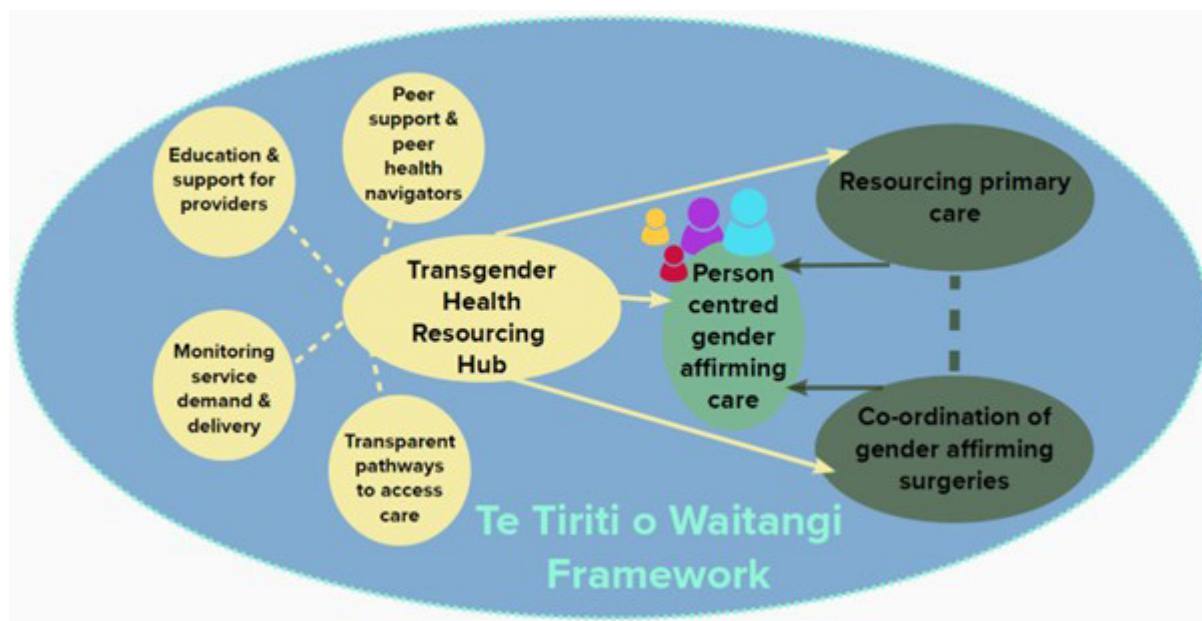 Peer
support &
peer
health
navigators
Education &
support for
providers
Transgender
Health
Resourcing
Hub
Monitoring
service
demand &
delivery
Transparent
pathways
to access
care
Person
centred
gender
affirming
care
Resourcing primary
care
Co-ordination of
gender affirming
surgeries
Te Tiriti o Waitangi
Framework